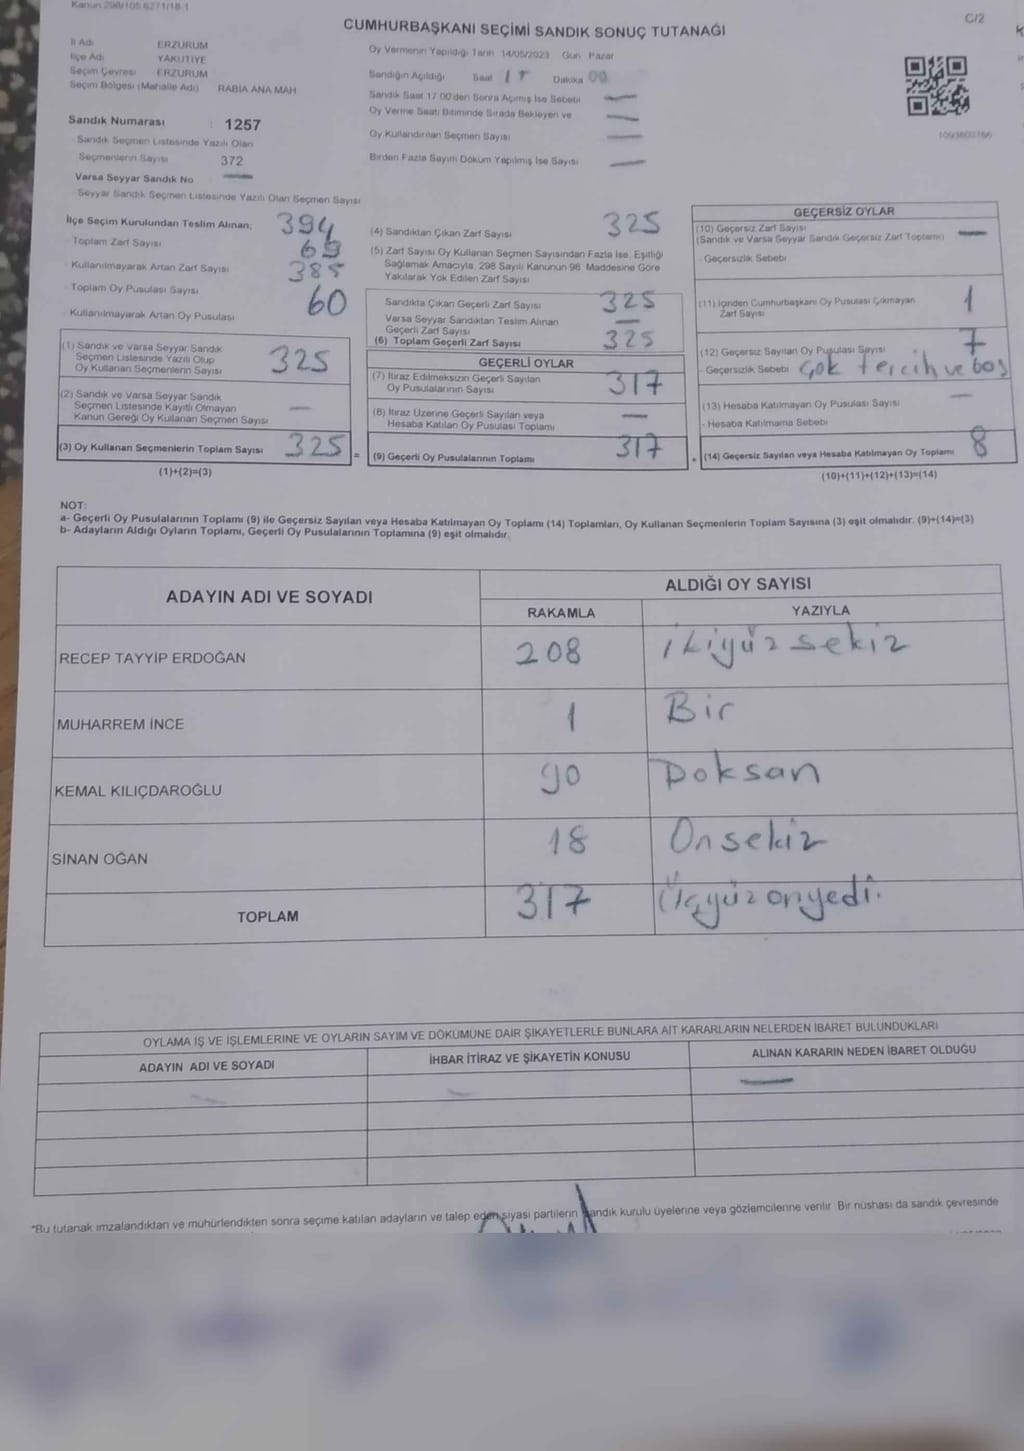 Kanun 298/105.6271/18-1
C/2
CUMHURBAŞKANI SEÇİMİ SANDIK SONUÇ TUTANAĞI
İl Adı ERZURUM
İlçe Adı YAKUTİYE
Seçim Çevresi ERZURUM
Seçim Bölgesi (Mahalle Adı) RABİA ANA MAH
Sandık Numarası : 1257
Sandık Seçmen Listesinde Yazılı Olan
Seçmenlerin Sayısı 372
Varsa Seyyar Sandık No —
Seyyar Sandık Seçmen Listesinde Yazılı Olan Seçmen Sayısı
Oy Vermenin Yapıldığı Tarih 14/05/2023 Gün Pazar
Sandığın Açıldığı Saat 17 Dakika 00
Sandık Saat 17.00'den Sonra Açılmış İse Sebebi —
Oy Verme Saati Bitiminde Sırada Bekleyen ve —
Oy Kullandırılan Seçmen Sayısı —
Birden Fazla Sayım Döküm Yapılmış İse Sayısı —
İlçe Seçim Kurulundan Teslim Alınan;
Toplam Zarf Sayısı 394
Kullanılmayarak Artan Zarf Sayısı 69
Toplam Oy Pusulası Sayısı 385
Kullanılmayarak Artan Oy Pusulası 60
(1) Sandık ve Varsa Seyyar Sandık
Seçmen Listesinde Yazılı Olup
Oy Kullanan Seçmenlerin Sayısı 325
(2) Sandık ve Varsa Seyyar Sandık
Seçmen Listesinde Kayıtlı Olmayan
Kanun Gereği Oy Kullanan Seçmen Sayısı —
(3) Oy Kullanan Seçmenlerin Toplam Sayısı 325 =
(1)+(2)=(3)
(4) Sandıktan Çıkan Zarf Sayısı 325
(5) Zarf Sayısı Oy Kullanan Seçmen Sayısından Fazla İse, Eşitliği
Sağlamak Amacıyla, 298 Sayılı Kanunun 98. Maddesine Göre
Yakılarak Yok Edilen Zarf Sayısı
Sandıkta Çıkan Geçerli Zarf Sayısı 325
Varsa Seyyar Sandıktan Teslim Alınan
Geçerli Zarf Sayısı —
(6) Toplam Geçerli Zarf Sayısı 325
GEÇERLİ OYLAR
(7) İtiraz Edilmeksizin Geçerli Sayılan
Oy Pusulalarının Sayısı 317
(8) İtiraz Üzerine Geçerli Sayılan veya
Hesaba Katılan Oy Pusulası Toplamı —
(9) Geçerli Oy Pusulalarının Toplamı 317 +
GEÇERSİZ OYLAR
(10) Geçersiz Zarf Sayısı
(Sandık ve Varsa Seyyar Sandık Geçersiz Zarf Toplamı) —
- Geçersizlik Sebebi
(11) İçinden Cumhurbaşkanı Oy Pusulası Çıkmayan
Zarf Sayısı 1
(12) Geçersiz Sayılan Oy Pusulası Sayısı 7
- Geçersizlik Sebebi Çok tercih ve boş
(13) Hesaba Katılmayan Oy Pusulası Sayısı —
- Hesaba Katılmama Sebebi
(14) Geçersiz Sayılan veya Hesaba Katılmayan Oy Toplamı 8
(10)+(11)+(12)+(13)=(14)
NOT:
a- Geçerli Oy Pusulalarının Toplamı (9) ile Geçersiz Sayılan veya Hesaba Katılmayan Oy Toplamı (14) Toplamları, Oy Kullanan Seçmenlerin Toplam Sayısına (3) eşit olmalıdır. (9)+(14)=(3)
b- Adayların Aldığı Oyların Toplamı, Geçerli Oy Pusulalarının Toplamına (9) eşit olmalıdır.
ADAYIN ADI VE SOYADI
ALDIĞI OY SAYISI
RAKAMLA YAZIYLA
RECEP TAYYİP ERDOĞAN 208 ikiyüzsekiz
MUHARREM İNCE 1 Bir
KEMAL KILIÇDAROĞLU 90 Doksan
SİNAN OĞAN 18 Onsekiz
TOPLAM 317 Üçyüzonyedi.
OYLAMA İŞ VE İŞLEMLERİNE VE OYLARIN SAYIM VE DÖKÜMÜNE DAİR ŞİKAYETLERLE BUNLARA AİT KARARLARIN NELERDEN İBARET BULUNDUKLARI
ADAYIN ADI VE SOYADI İHBAR İTİRAZ VE ŞİKAYETİN KONUSU ALINAN KARARIN NEDEN İBARET OLDUĞU
— — —
*Bu tutanak imzalandıktan ve mühürlendikten sonra seçime katılan adayların ve talep eden siyasi partilerin sandık kurulu üyelerine veya gözlemcilerine verilir. Bir nüshası da sandık çevresinde